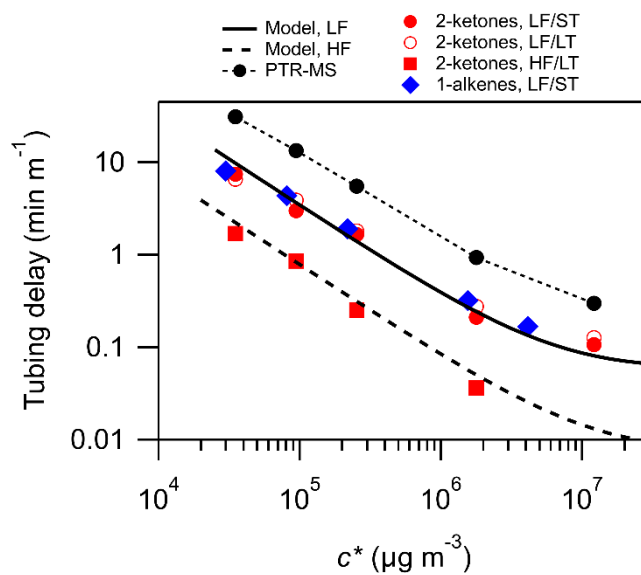 Model, LF
Model, HF
PTR-MS
2-ketones, LF/ST
2-ketones, LF/LT
2-ketones, HF/LT
1-alkenes, LF/ST
Tubing delay (min m⁻¹)
10
1
0.1
0.01
10⁴ 10⁵ 10⁶ 10⁷
c* (µg m⁻³)